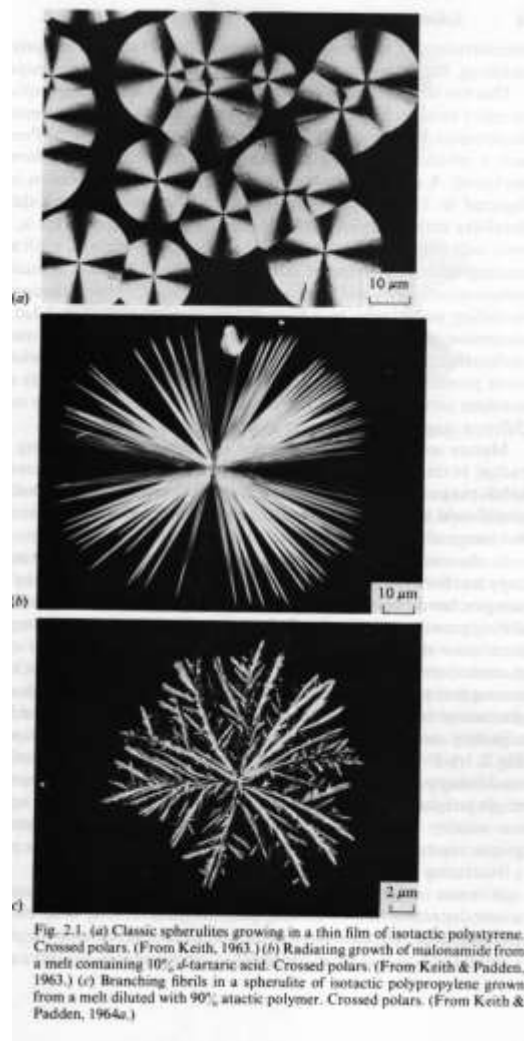 10 μm
(a)
10 μm
(b)
2 μm
c)
Fig. 2.1. (a) Classic spherulites growing in a thin film of isotactic polystyrene.
Crossed polars. (From Keith, 1963.) (b) Radiating growth of malonamide from
a melt containing 10% d-tartaric acid. Crossed polars. (From Keith & Padden,
1963.) (c) Branching fibrils in a spherulite of isotactic polypropylene grown
from a melt diluted with 90% atactic polymer. Crossed polars. (From Keith &
Padden, 1964a.)